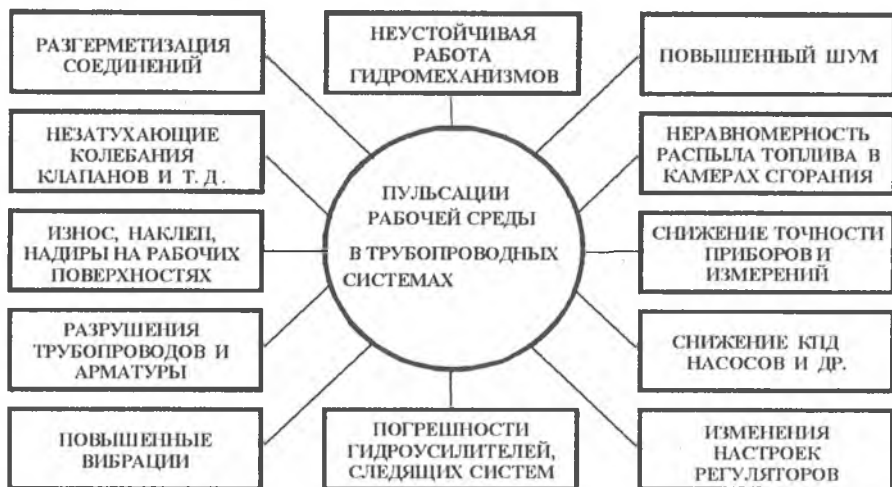 РАЗГЕРМЕТИЗАЦИЯ
СОЕДИНЕНИЙ
НЕУСТОЙЧИВАЯ
РАБОТА
ГИДРОМЕХАНИЗМОВ
ПОВЫШЕННЫЙ ШУМ
НЕЗАТУХАЮЩИЕ
КОЛЕБАНИЯ
КЛАПАНОВ И Т. Д.
НЕРАВНОМЕРНОСТЬ
РАСПЫЛА ТОПЛИВА В
КАМЕРАХ СГОРАНИЯ
ПУЛЬСАЦИИ
РАБОЧЕЙ СРЕДЫ
В ТРУБОПРОВОДНЫХ
СИСТЕМАХ
ИЗНОС, НАКЛЕП,
НАДИРЫ НА РАБОЧИХ
ПОВЕРХНОСТЯХ
СНИЖЕНИЕ ТОЧНОСТИ
ПРИБОРОВ И
ИЗМЕРЕНИЙ
РАЗРУШЕНИЯ
ТРУБОПРОВОДОВ И
АРМАТУРЫ
СНИЖЕНИЕ КПД
НАСОСОВ И ДР.
ПОВЫШЕННЫЕ
ВИБРАЦИИ
ПОГРЕШНОСТИ
ГИДРОУСИЛИТЕЛЕЙ,
СЛЕДЯЩИХ СИСТЕМ
ИЗМЕНЕНИЯ
НАСТРОЕК
РЕГУЛЯТОРОВ